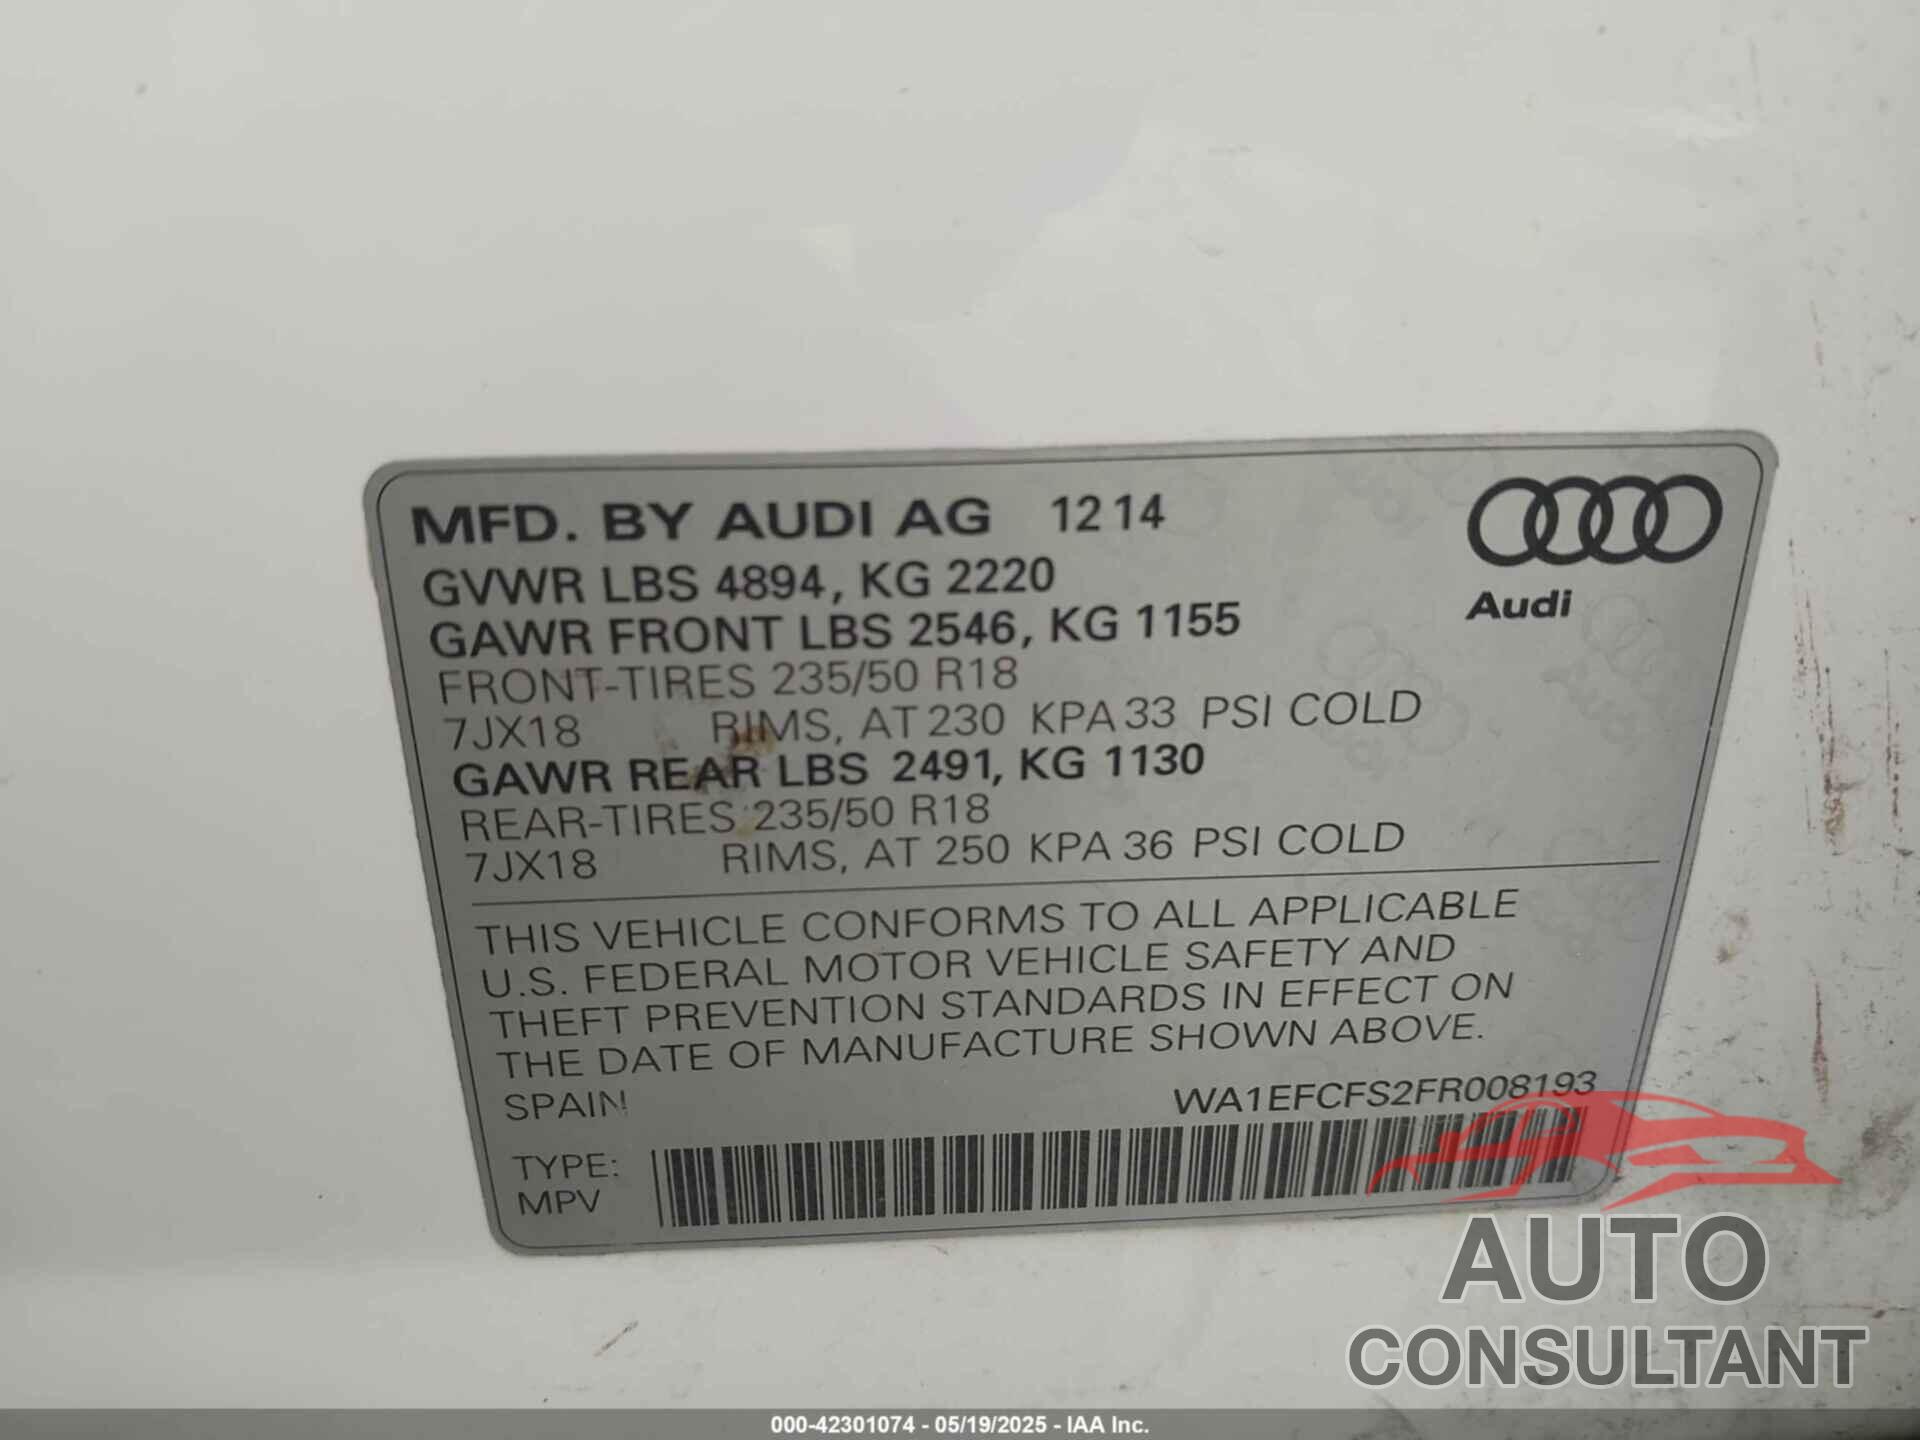 MFD. BY AUDI AG 12 14
GVWR LBS 4894, KG 2220
GAWR FRONT LBS 2546, KG 1155
FRONT-TIRES 235/50 R18
7JX18 RIMS, AT 230 KPA 33 PSI COLD
GAWR REAR LBS 2491, KG 1130
REAR-TIRES 235/50 R18
7JX18 RIMS, AT 250 KPA 36 PSI COLD
Audi
THIS VEHICLE CONFORMS TO ALL APPLICABLE
U.S. FEDERAL MOTOR VEHICLE SAFETY AND
THEFT PREVENTION STANDARDS IN EFFECT ON
THE DATE OF MANUFACTURE SHOWN ABOVE.
SPAIN WA1EFCFS2FR008193
TYPE:
MPV
AUTO
CONSULTANT
000-42301074 - 05/19/2025 - IAA Inc.